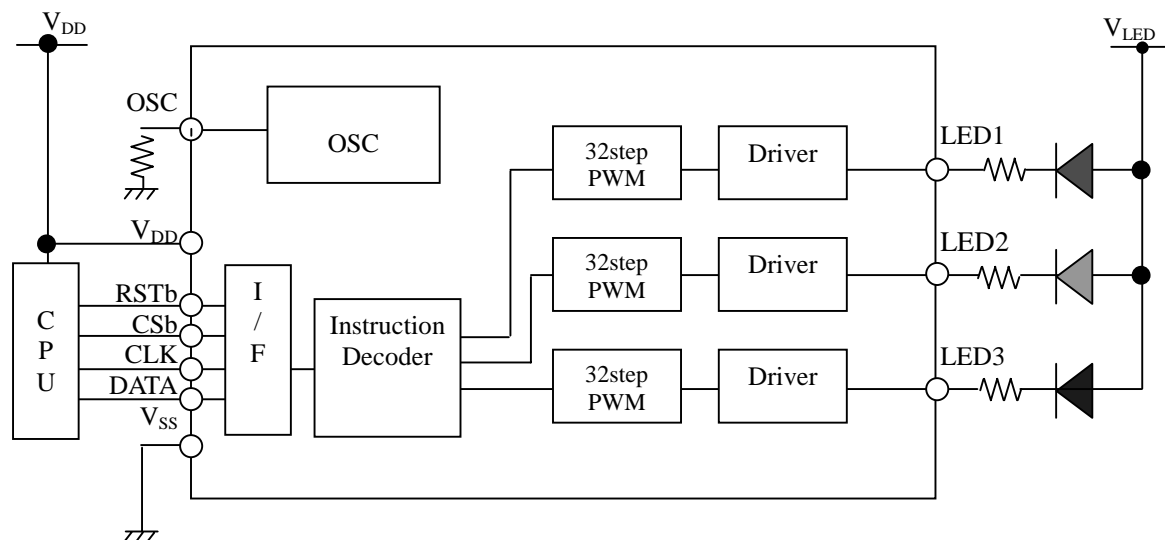 VDD
VLED
OSC
OSC
LED1
32step
PWM
Driver
VDD
LED2
32step
PWM
Driver
RSTb
CSb
CLK
DATA
VSS
C
P
U
I
/
F
Instruction
Decoder
LED3
32step
PWM
Driver